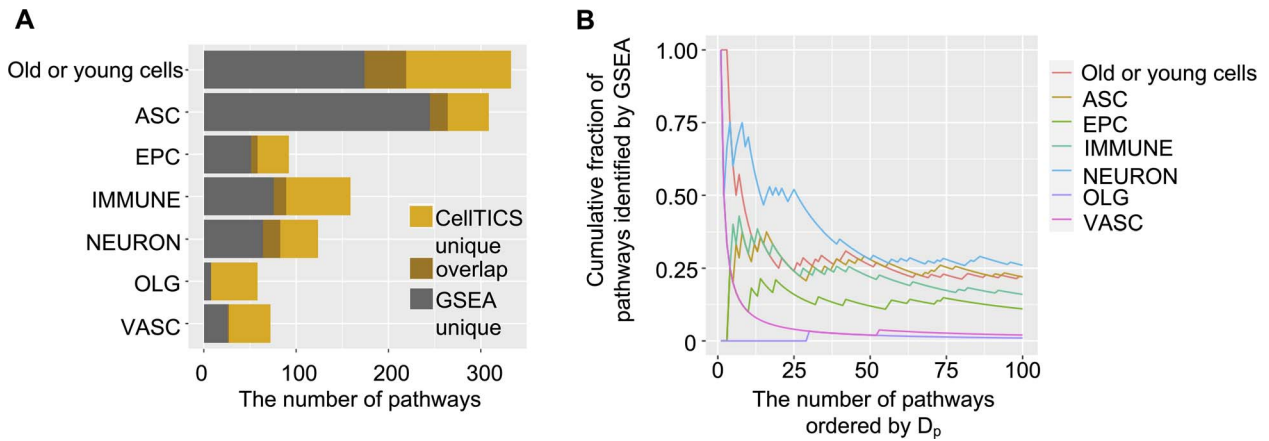 A
Old or young cells
ASC
EPC
IMMUNE
NEURON
OLG
VASC
CellTICS
unique
overlap
GSEA
unique
0
100
200
300
The number of pathways
B
Cumulative fraction of
pathways identified by GSEA
1.00
0.75
0.50
0.25
0
0
25
50
75
100
The number of pathways
ordered by Dₚ
Old or young cells
ASC
EPC
IMMUNE
NEURON
OLG
VASC